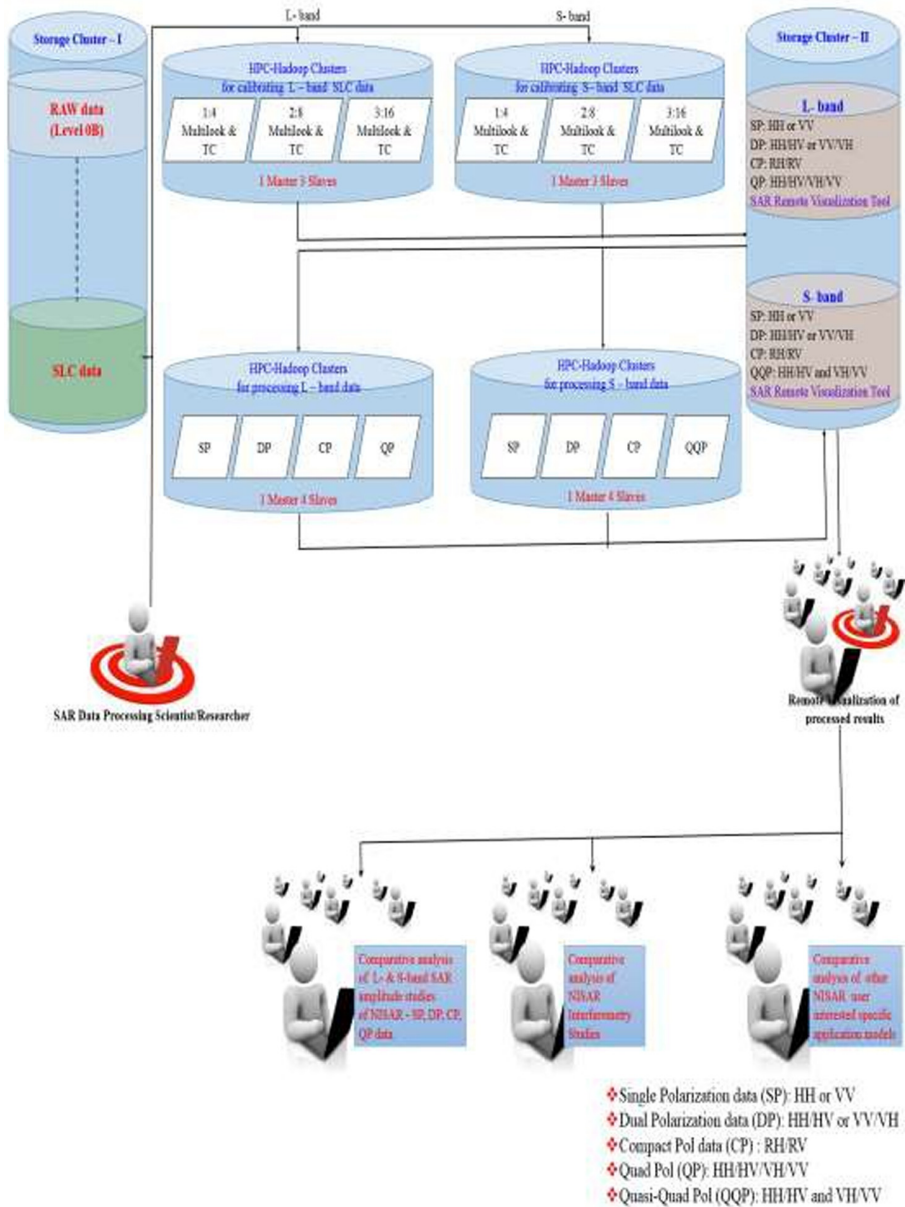 L- band
S- band
Storage Cluster – I
RAW data
(Level 0B)
SLC data
HPC-Hadoop Clusters
for calibrating L – band SLC data
1:4
Multilook &
TC
2:8
Multilook &
TC
3:16
Multilook &
TC
1 Master 3 Slaves
HPC-Hadoop Clusters
for calibrating S– band SLC data
1:4
Multilook &
TC
2:8
Multilook &
TC
3:16
Multilook &
TC
1 Master 3 Slaves
Storage Cluster – II
L- band
SP: HH or VV
DP: HH/HV or VV/VH
CP: RH/RV
QP: HH/HV/VH/VV
SAR Remote Visualization Tool
S- band
SP: HH or VV
DP: HH/HV or VV/VH
CP: RH/RV
QQP: HH/HV and VH/VV
SAR Remote Visualization Tool
HPC-Hadoop Clusters
for processing L – band data
SP
DP
CP
QP
1 Master 4 Slaves
HPC-Hadoop Clusters
for processing S – band data
SP
DP
CP
QQP
1 Master 4 Slaves
SAR Data Processing Scientist/Researcher
Remote Visualization of
processed results
Comparative analysis
of L- & S-band SAR
amplitude studies
of NISAR - SP, DP, CP,
QP data
Comparative
analysis of
NISAR
Interferometry
Studies
Comparative
analysis of other
NISAR user
interested specific
application models
❖Single Polarization data (SP): HH or VV
❖Dual Polarization data (DP): HH/HV or VV/VH
❖Compact Pol data (CP) : RH/RV
❖Quad Pol (QP): HH/HV/VH/VV
❖Quasi-Quad Pol (QQP): HH/HV and VH/VV